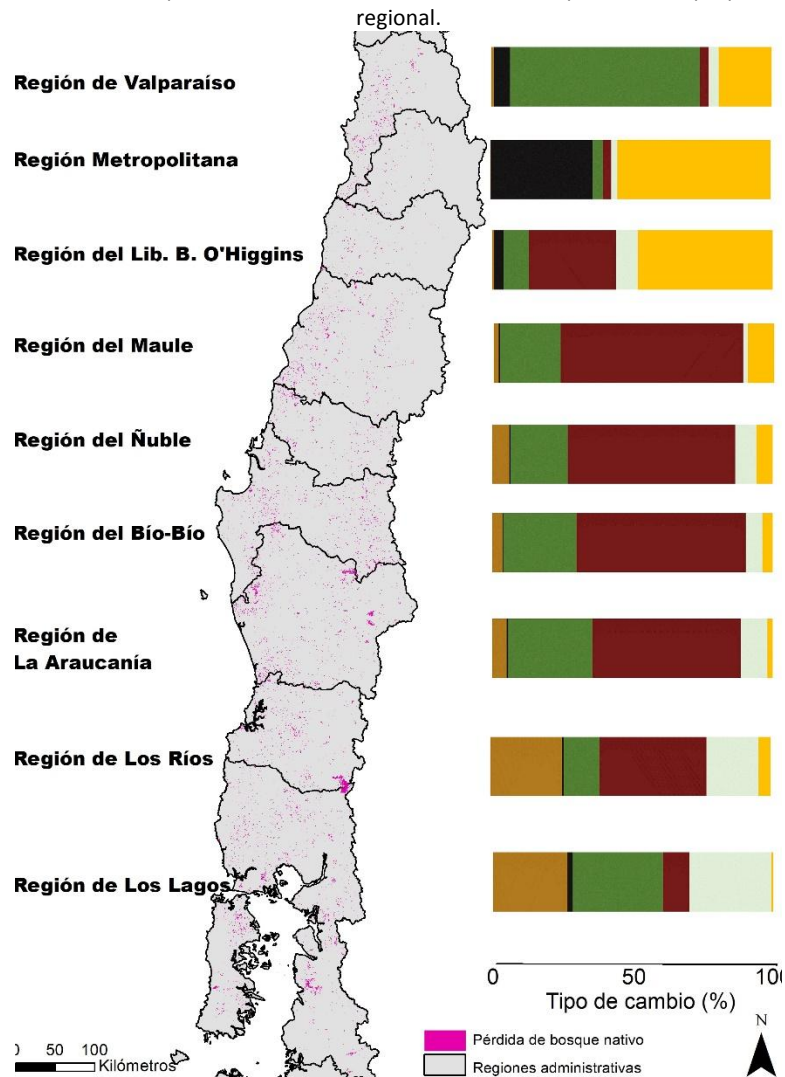 regional.
Región de Valparaíso
Región Metropolitana
Región del Lib. B. O'Higgins
Región del Maule
Región del Ñuble
Región del Bío-Bío
Región de
La Araucanía
Región de Los Ríos
Región de Los Lagos
0 50 100
Tipo de cambio (%)
N
Pérdida de bosque nativo
Regiones administrativas
0 50 100
Kilómetros